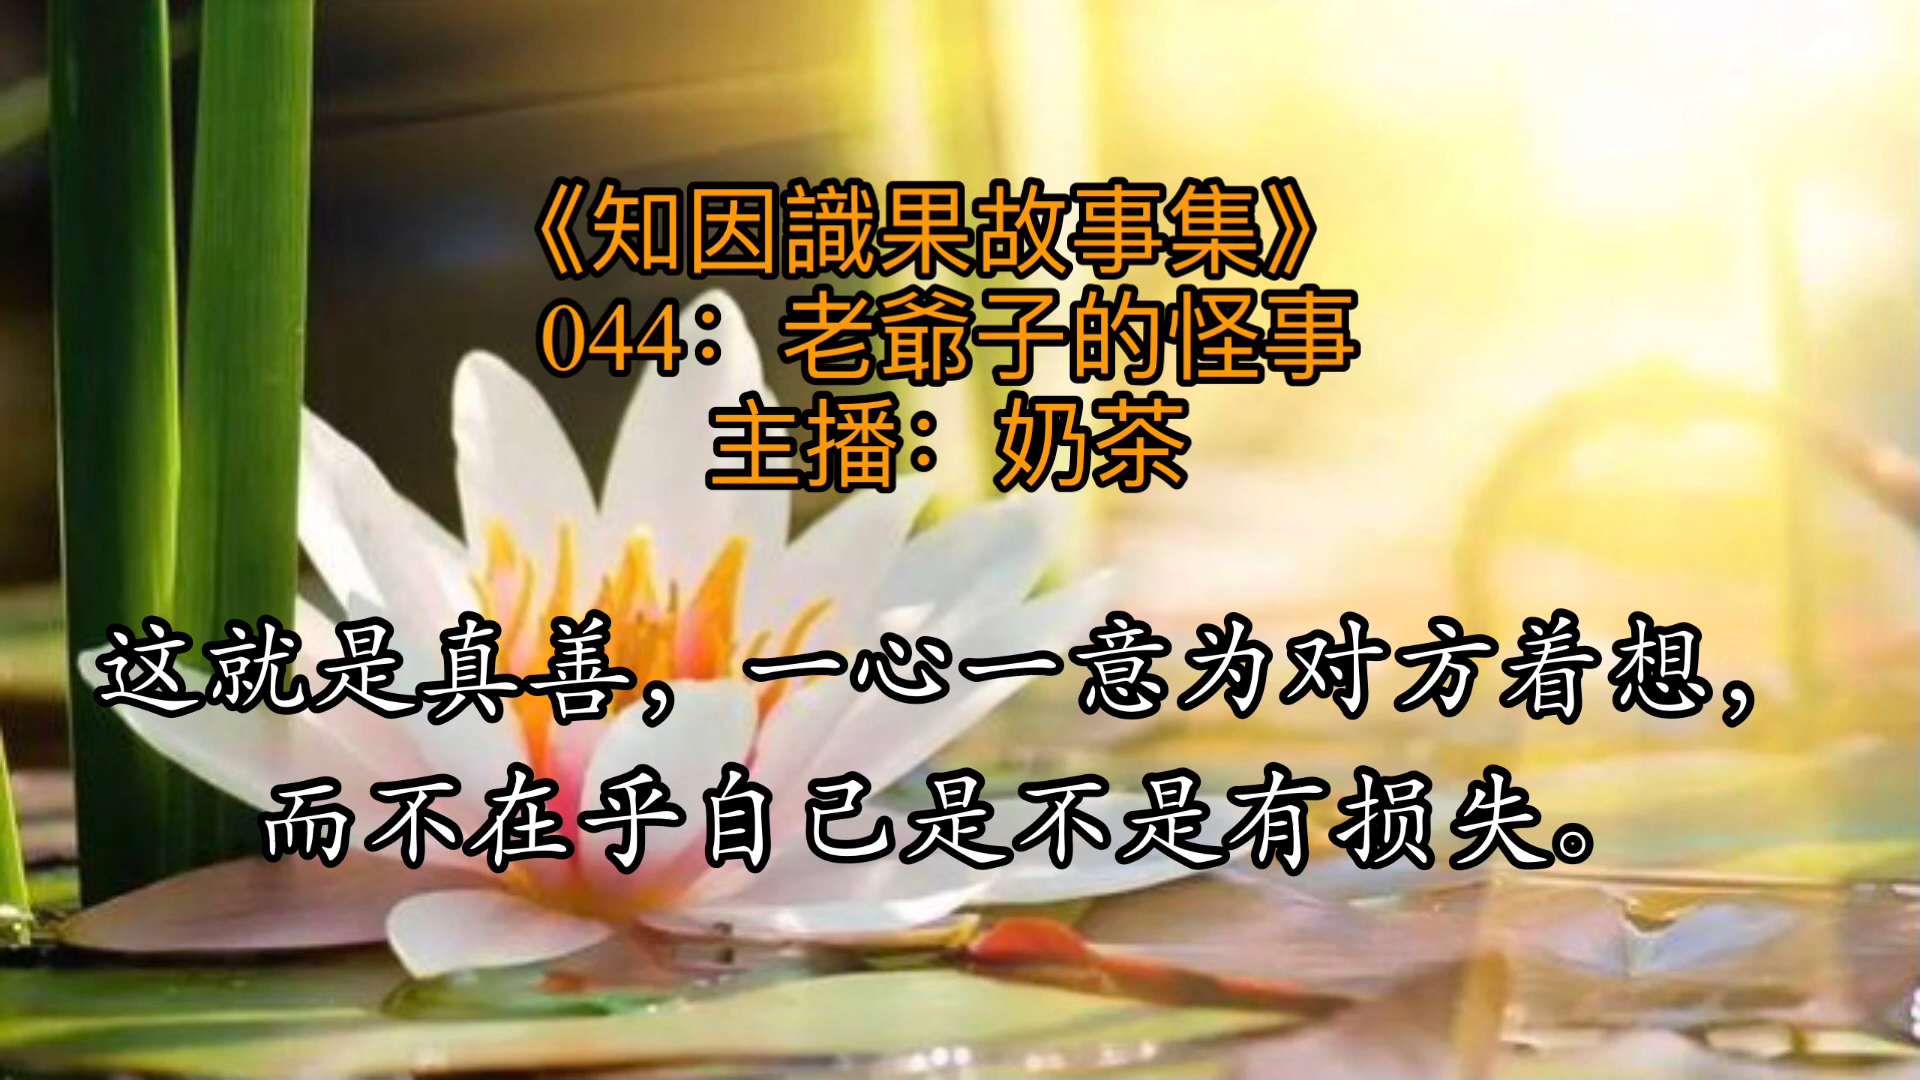 《知因識果故事集》
044：老爺子的怪事
主播：奶茶
这就是真善，一心一意为对方着想，
而不在乎自己是不是有损失。